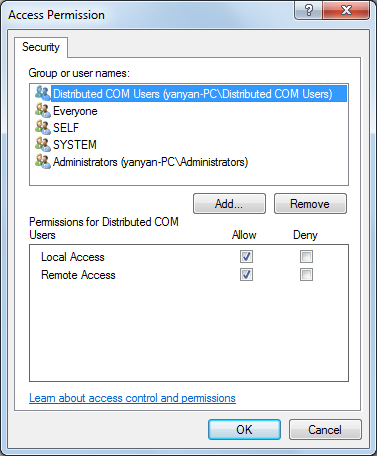 Access Permission
Security
Group or user names:
Distributed COM Users (yanyan-PC\Distributed COM Users)
Everyone
SELF
SYSTEM
Administrators (yanyan-PC\Administrators)
Add... Remove
Permissions for Distributed COM
Users Allow Deny
Local Access
Remote Access
Learn about access control and permissions
OK Cancel